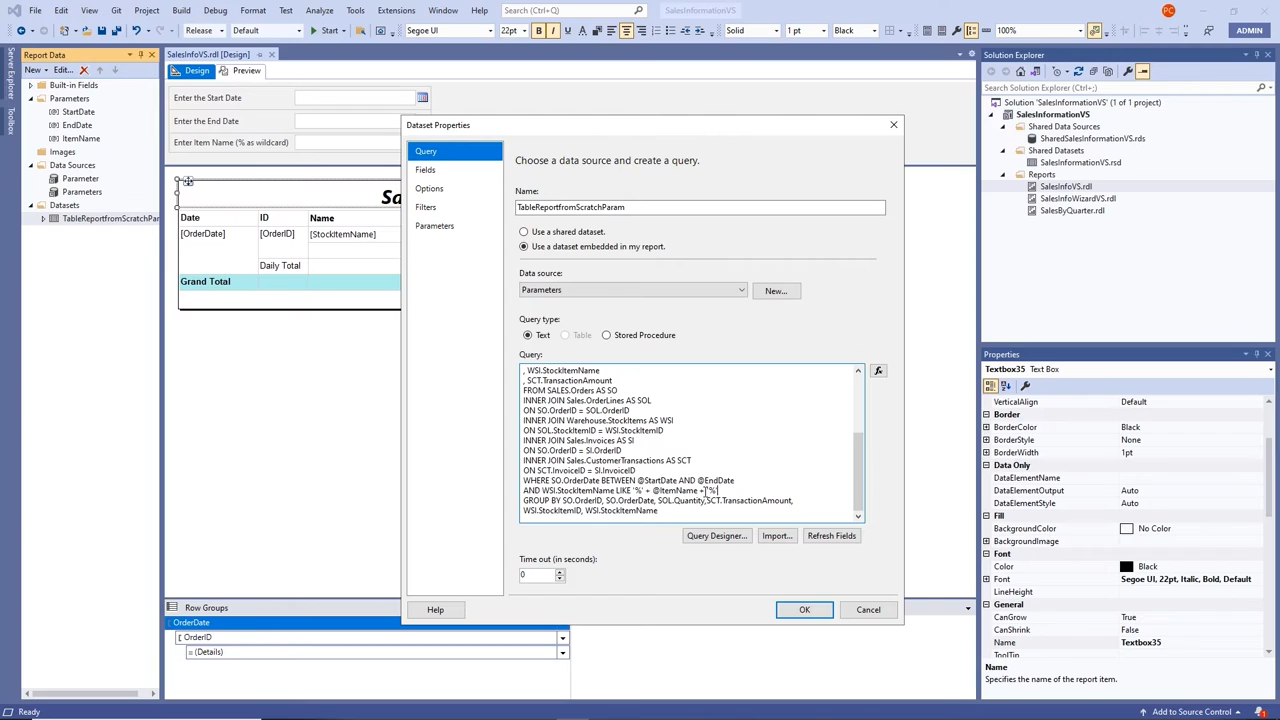 File Edit View Git Project Build Debug Format Test Analyze Tools Extensions Window Help Search (Ctrl+;) SalesInformationVS PC
Release Start Segoe UI 22pt B I U A Solid 1 pt Black 100% ADMIN
Server Explorer
Toolbox
Report Data
New Edit...
Built-in Fields
Parameters
StartDate
EndDate
ItemName
Images
Data Sources
Parameter
Parameters
Datasets
TableReportfromScratchPar
SalesInfoVS.rdl [Design]
Design Preview
Enter the Start Date
Enter the End Date
Enter Item Name (% as wildcard)
Sa
Date ID Name
[OrderDate] [OrderID] [StockItemName]
Daily Total
Grand Total
Row Groups
OrderDate
[ OrderID
= (Details)
Dataset Properties
Query
Fields
Options
Filters
Parameters
Choose a data source and create a query.
Name:
TableReportfromScratchParam
Use a shared dataset.
Use a dataset embedded in my report.
Data source:
Parameters New...
Query type:
Text Table Stored Procedure
Query:
, WSI.StockItemName
, SCT.TransactionAmount
FROM SALES.Orders AS SO
INNER JOIN Sales.OrderLines AS SOL
ON SO.OrderID = SOL.OrderID
INNER JOIN Warehouse.StockItems AS WSI
ON SOL.StockItemID = WSI.StockItemID
INNER JOIN Sales.Invoices AS SI
ON SO.OrderID = SI.OrderID
INNER JOIN Sales.CustomerTransactions AS SCT
ON SCT.InvoiceID = SI.InvoiceID
WHERE SO.OrderDate BETWEEN @StartDate AND @EndDate
AND WSI.StockItemName LIKE '%' + @ItemName + '%'
GROUP BY SO.OrderID, SO.OrderDate, SOL.Quantity,SCT.TransactionAmount,
WSI.StockItemID, WSI.StockItemName
fx
Query Designer... Import... Refresh Fields
Time out (in seconds):
0
Help OK Cancel
Solution Explorer
Search Solution Explorer (Ctrl+;)
Solution 'SalesInformationVS' (1 of 1 project)
SalesInformationVS
Shared Data Sources
SharedSalesInformationVS.rds
Shared Datasets
SalesInformationVS.rsd
Reports
SalesInfoVS.rdl
SalesInfoWizardVS.rdl
SalesByQuarter.rdl
Properties
Textbox35 Text Box
VerticalAlign Default
Border
BorderColor Black
BorderStyle None
BorderWidth 1pt
Data Only
DataElementName
DataElementOutput Auto
DataElementStyle Auto
Fill
BackgroundColor No Color
BackgroundImage
Font
Color Black
Font Segoe UI, 22pt, Italic, Bold, Default
LineHeight
General
CanGrow True
CanShrink False
Name Textbox35
ToolTip
Name
Specifies the name of the report item.
Ready Add to Source Control